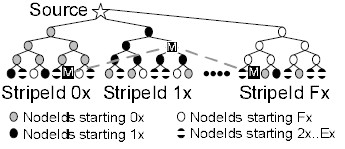 Source
M
M M
StripeId 0x StripeId 1x StripeId Fx
NodeIds starting 0x NodeIds starting Fx
NodeIds starting 1x NodeIds starting 2x..Ex